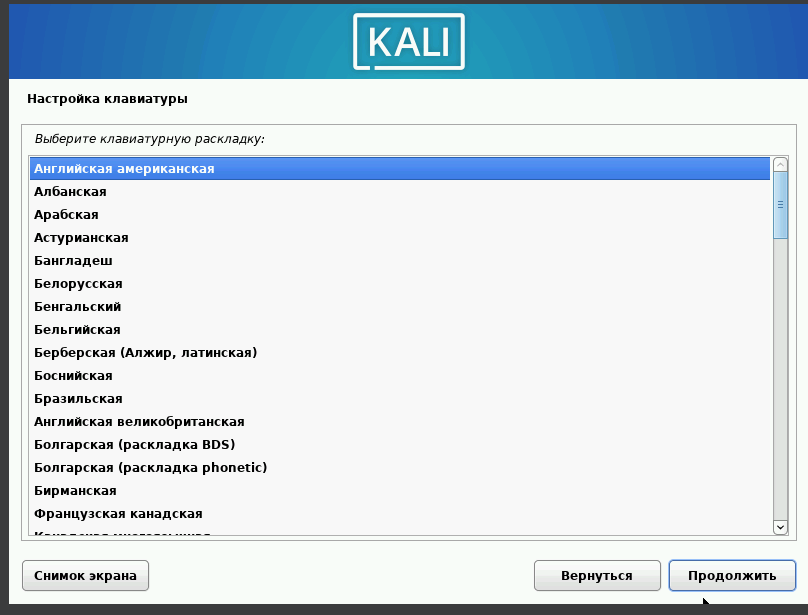 KALI
Настройка клавиатуры
Выберите клавиатурную раскладку:
Английская американская
Албанская
Арабская
Астурианская
Бангладеш
Белорусская
Бенгальский
Бельгийская
Берберская (Алжир, латинская)
Боснийская
Бразильская
Английская великобританская
Болгарская (раскладка BDS)
Болгарская (раскладка phonetic)
Бирманская
Французская канадская
Снимок экрана
Вернуться
Продолжить